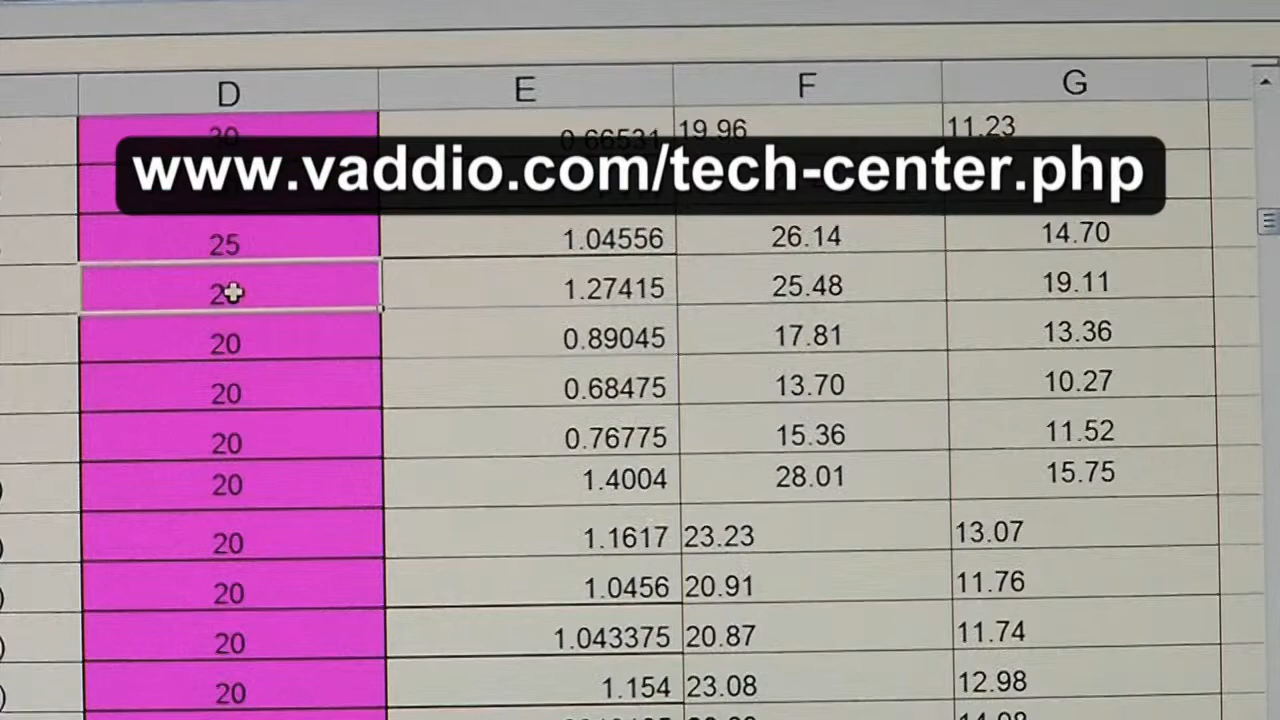 D E F G
30 0.66531 19.96 11.23
www.vaddio.com/tech-center.php
25 1.04556 26.14 14.70
1.27415 25.48 19.11
20 0.89045 17.81 13.36
20 0.68475 13.70 10.27
20 0.76775 15.36 11.52
20 1.4004 28.01 15.75
20 1.1617 23.23 13.07
20 1.0456 20.91 11.76
20 1.043375 20.87 11.74
20 1.154 23.08 12.98